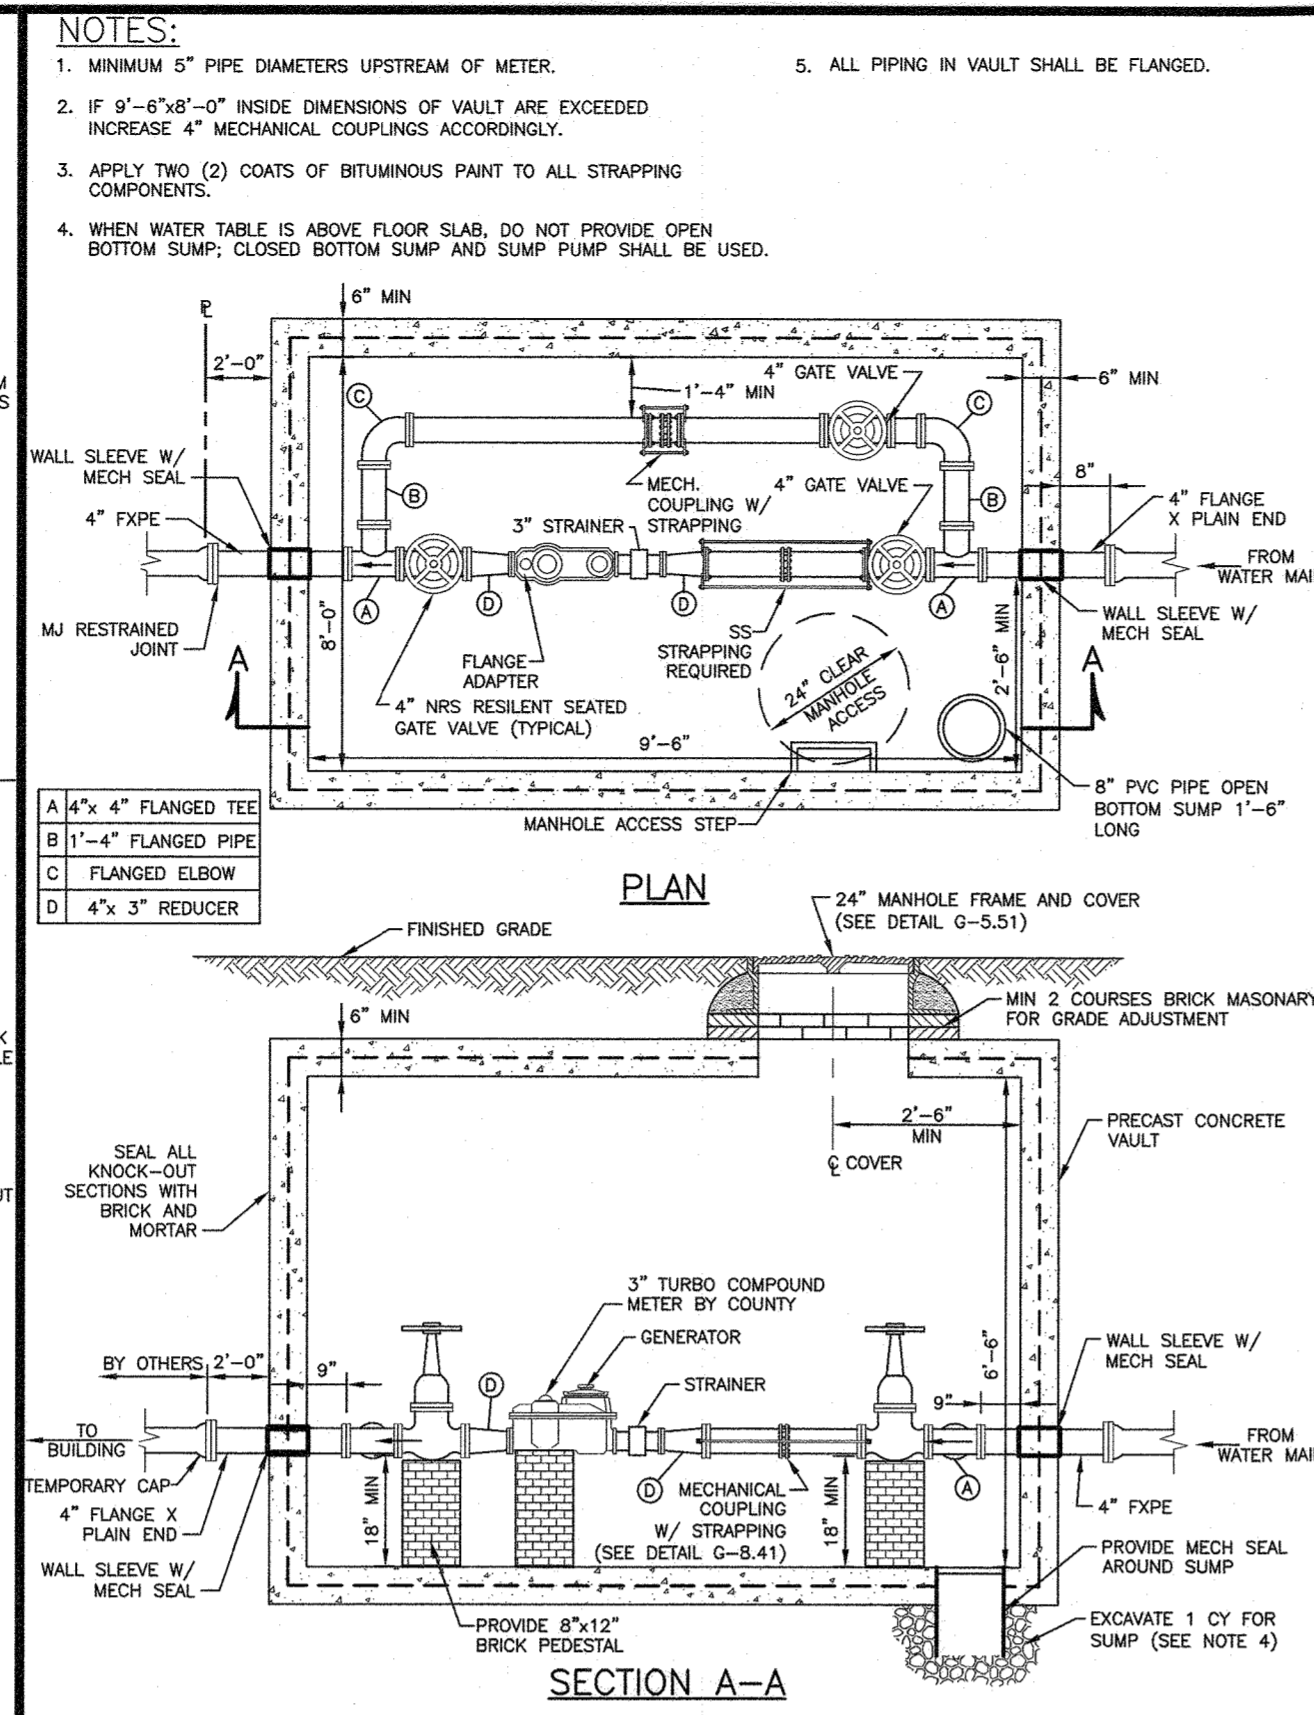 NOTES:
1. MINIMUM 5" PIPE DIAMETERS UPSTREAM OF METER.
2. IF 9'-6"x8'-0" INSIDE DIMENSIONS OF VAULT ARE EXCEEDED
INCREASE 4" MECHANICAL COUPLINGS ACCORDINGLY.
3. APPLY TWO (2) COATS OF BITUMINOUS PAINT TO ALL STRAPPING
COMPONENTS.
4. WHEN WATER TABLE IS ABOVE FLOOR SLAB, DO NOT PROVIDE OPEN
BOTTOM SUMP; CLOSED BOTTOM SUMP AND SUMP PUMP SHALL BE USED.
5. ALL PIPING IN VAULT SHALL BE FLANGED.
6" MIN
2'-0"
4" GATE VALVE
1'-4" MIN
6" MIN
C
C
WALL SLEEVE W/
MECH SEAL
4" FXPE
B
MECH.
COUPLING W/
STRAPPING
3" STRAINER
4" GATE VALVE
B
8"
4" FLANGE
X PLAIN END
FROM
WATER MAI
A
D
D
A
MJ RESTRAINED
JOINT
8'-0"
FLANGE
ADAPTER
SS
STRAPPING
REQUIRED
24" CLEAR
MANHOLE
ACCESS
2'-6" MIN
WALL SLEEVE W/
MECH SEAL
A
A
4" NRS RESILENT SEATED
GATE VALVE (TYPICAL)
9'-6"
8" PVC PIPE OPEN
BOTTOM SUMP 1'-6"
LONG
MANHOLE ACCESS STEP
A 4"x 4" FLANGED TEE
B 1'-4" FLANGED PIPE
C FLANGED ELBOW
D 4"x 3" REDUCER
PLAN
24" MANHOLE FRAME AND COVER
(SEE DETAIL G-5.51)
FINISHED GRADE
6" MIN
MIN 2 COURSES BRICK MASONARY
FOR GRADE ADJUSTMENT
2'-6"
MIN
PRECAST CONCRETE
VAULT
℄ COVER
SEAL ALL
KNOCK-OUT
SECTIONS WITH
BRICK AND
MORTAR
3" TURBO COMPOUND
METER BY COUNTY
GENERATOR
STRAINER
6'-6"
WALL SLEEVE W/
MECH SEAL
BY OTHERS
2'-0"
9"
D
9"
TO
BUILDING
FROM
WATER MAI
TEMPORARY CAP
4" FLANGE X
PLAIN END
WALL SLEEVE W/
MECH SEAL
18" MIN
D
MECHANICAL
COUPLING
W/ STRAPPING
(SEE DETAIL G-8.41)
18" MIN
A
4" FXPE
PROVIDE MECH SEAL
AROUND SUMP
PROVIDE 8"x12"
BRICK PEDESTAL
EXCAVATE 1 CY FOR
SUMP (SEE NOTE 4)
SECTION A-A